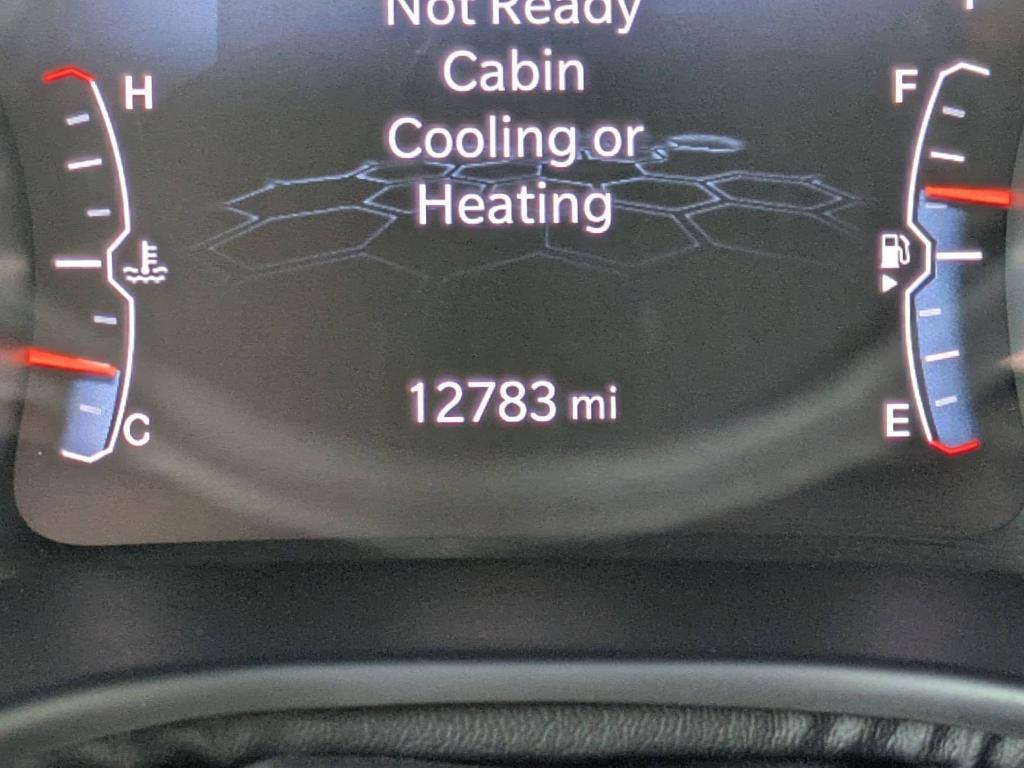 Not Ready
Cabin
H
F
Cooling or
Heating
12783 mi
C
E